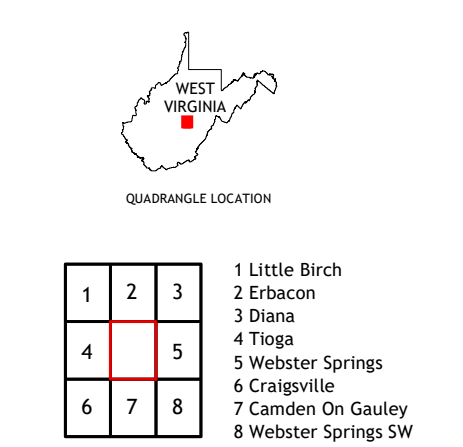 WEST
VIRGINIA
QUADRANGLE LOCATION
1 2 3
4 5
6 7 8
1 Little Birch
2 Erbacon
3 Diana
4 Tioga
5 Webster Springs
6 Craigsville
7 Camden On Gauley
8 Webster Springs SW